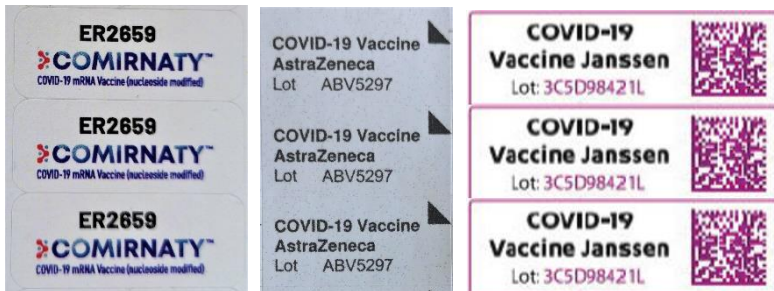 ER2659
COMIRNATY™
COVID-19 mRNA Vaccine (nucleoside modified)
ER2659
COMIRNATY™
COVID-19 mRNA Vaccine (nucleoside modified)
ER2659
COMIRNATY™
COVID-19 mRNA Vaccine (nucleoside modified)
COVID-19 Vaccine
AstraZeneca
Lot ABV5297
COVID-19 Vaccine
AstraZeneca
Lot ABV5297
COVID-19 Vaccine
AstraZeneca
Lot ABV5297
COVID-19
Vaccine Janssen
Lot: 3C5D98421L
COVID-19
Vaccine Janssen
Lot: 3C5D98421L
COVID-19
Vaccine Janssen
Lot: 3C5D98421L